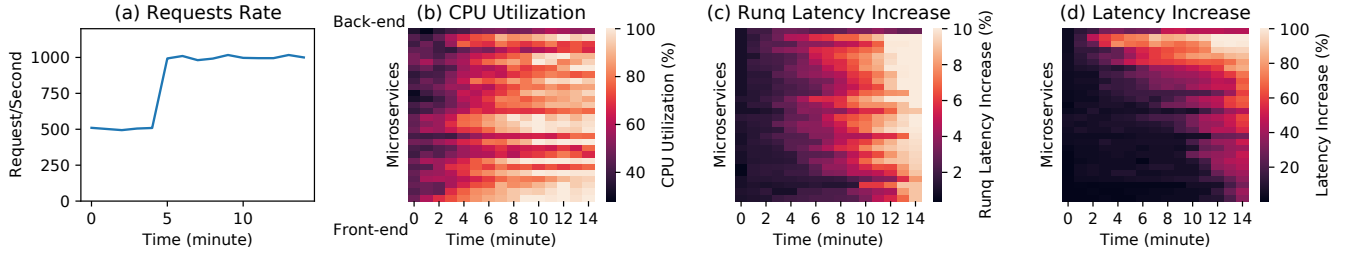 (a) Requests Rate
Request/Second
1000
750
500
250
0
0 5 10
Time (minute)
Back-end
Front-end
(b) CPU Utilization
Microservices
0 2 4 6 8 10 12 14
Time (minute)
100
80
60
40
CPU Utilization (%)
(c) Runq Latency Increase
Microservices
0 2 4 6 8 10 12 14
Time (minute)
10
8
6
4
2
Runq Latency Increase (%)
(d) Latency Increase
Microservices
0 2 4 6 8 10 12 14
Time (minute)
100
80
60
40
20
Latency Increase (%)